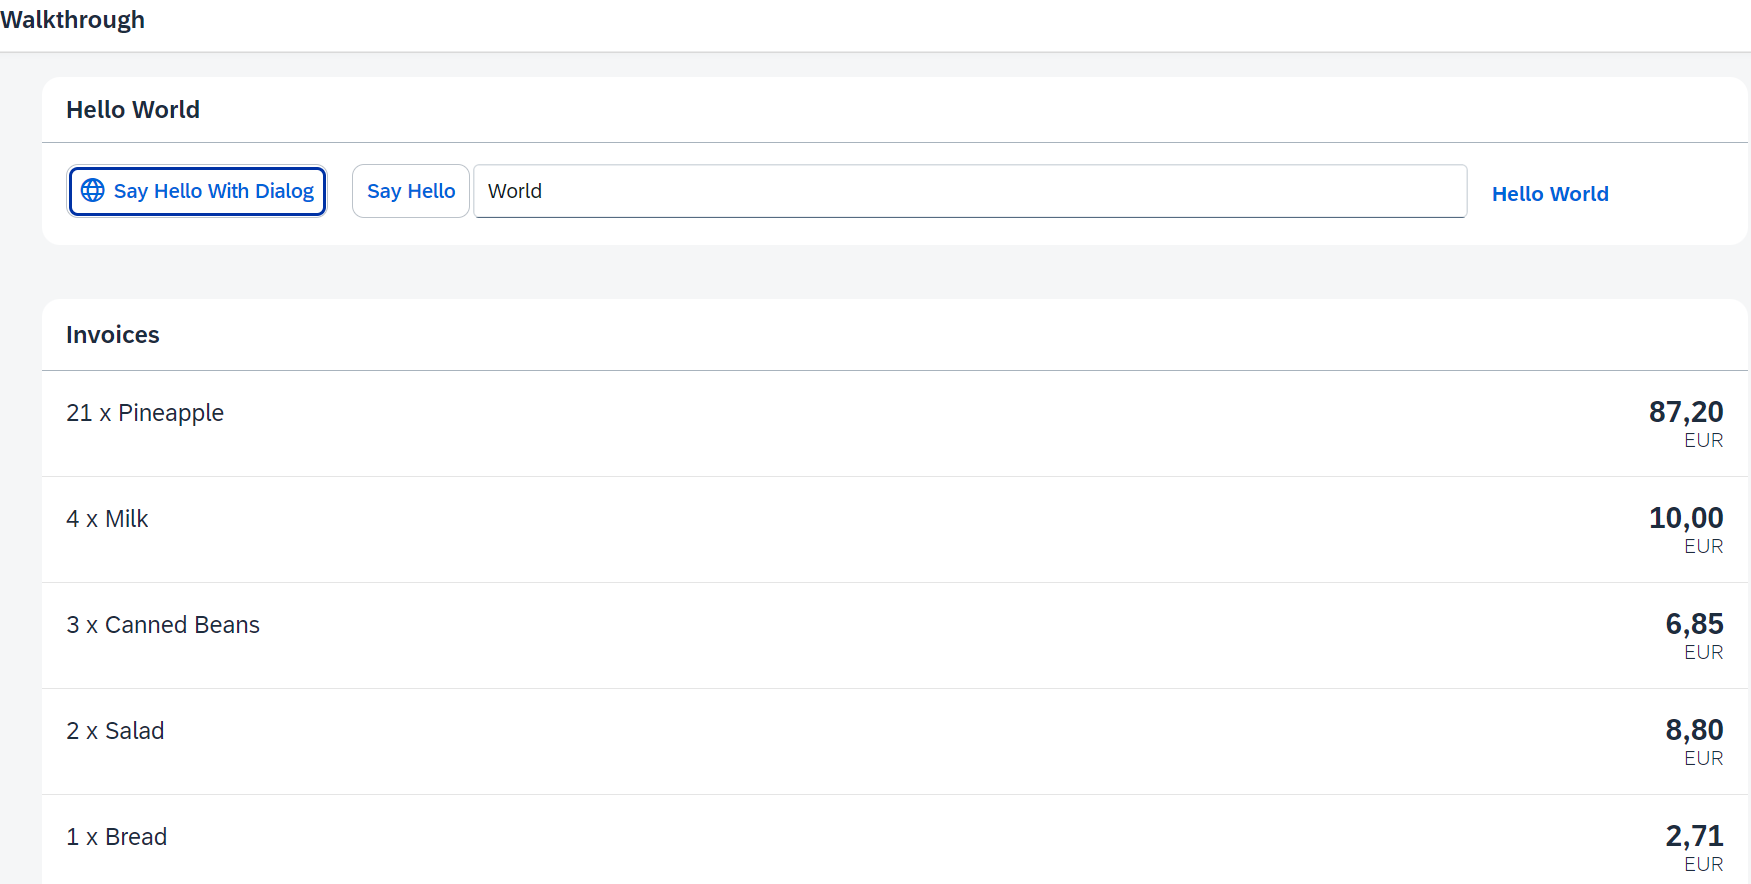 Walkthrough
Hello World
Say Hello With Dialog Say Hello World Hello World
Invoices
21 x Pineapple 87,20
EUR
4 x Milk 10,00
EUR
3 x Canned Beans 6,85
EUR
2 x Salad 8,80
EUR
1 x Bread 2,71
EUR